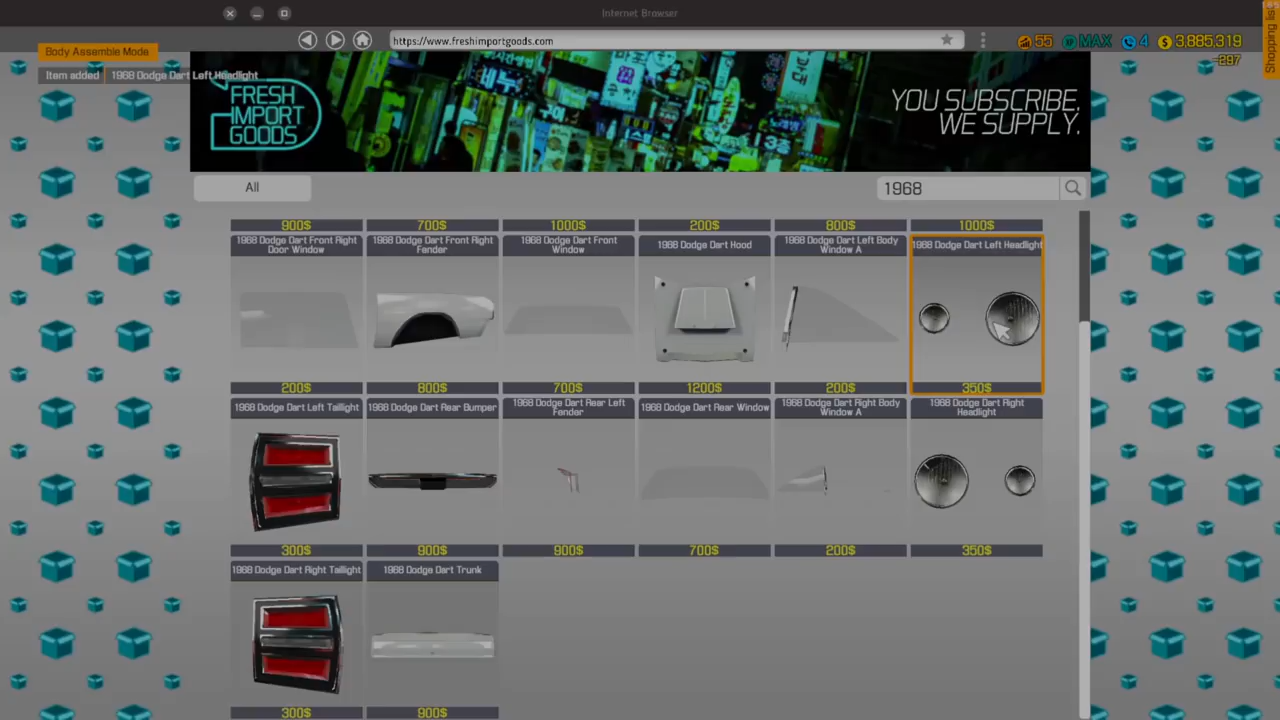 Internet Browser
https://www.freshimportgoods.com
55
MAX
4
3,885,319
-297
Shopping list
Body Assemble Mode
Item added
1968 Dodge Dart Left Headlight
FRESH
IMPORT
GOODS
YOU SUBSCRIBE.
WE SUPPLY.
All
1968
900$
700$
1000$
200$
800$
1000$
1968 Dodge Dart Front Right
Door Window
1968 Dodge Dart Front Right
Fender
1968 Dodge Dart Front
Window
1968 Dodge Dart Hood
1968 Dodge Dart Left Body
Window A
1968 Dodge Dart Left Headlight
200$
800$
700$
1200$
200$
350$
1968 Dodge Dart Left Taillight
1968 Dodge Dart Rear Bumper
1968 Dodge Dart Rear Left
Fender
1968 Dodge Dart Rear Window
1968 Dodge Dart Right Body
Window A
1968 Dodge Dart Right
Headlight
300$
900$
900$
700$
200$
350$
1968 Dodge Dart Right Taillight
1968 Dodge Dart Trunk
300$
900$